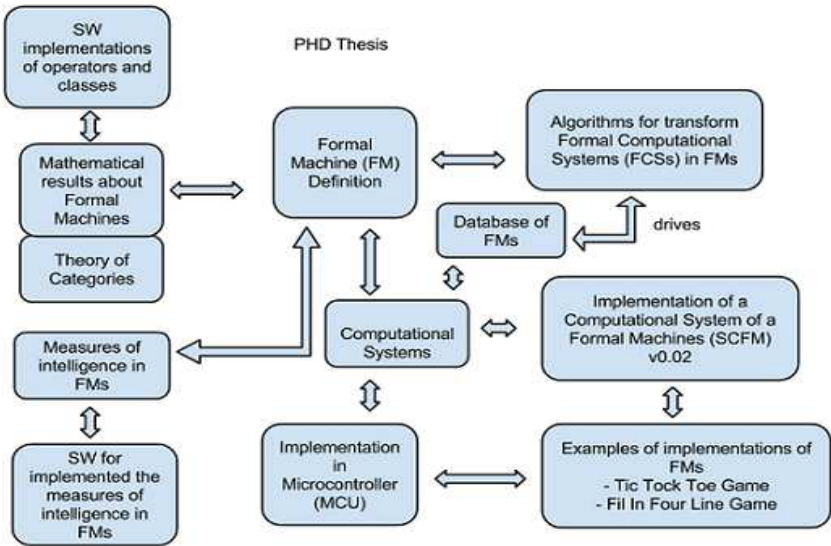 SW
implementations
of operators and
classes
PHD Thesis
Mathematical
results about
Formal
Machines
Theory of
Categories
Formal
Machine (FM)
Definition
Algorithms for transform
Formal Computational
Systems (FCSs) in FMs
Database of
FMs
drives
Measures of
intelligence in
FMs
Computational
Systems
Implementation of a
Computational System of a
Formal Machines (SCFM)
v0.02
SW for
implemented the
measures of
intelligence in
FMs
Implementation
in
Microcontroller
(MCU)
Examples of implementations of
FMs
- Tic Tock Toe Game
- Fil In Four Line Game